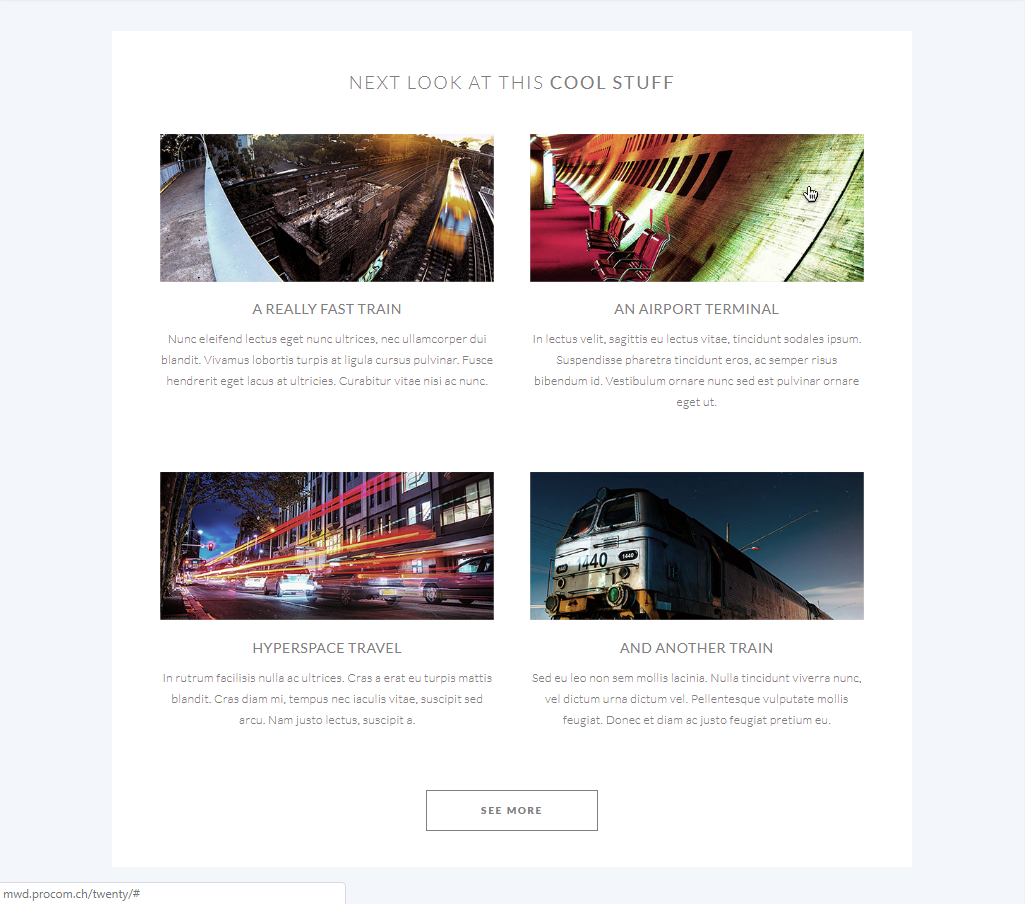 NEXT LOOK AT THIS COOL STUFF
A REALLY FAST TRAIN
Nunc eleifend lectus eget nunc ultrices, nec ullamcorper dui
blandit. Vivamus lobortis turpis at ligula cursus pulvinar. Fusce
hendrerit eget lacus at ultricies. Curabitur vitae nisi ac nunc.
AN AIRPORT TERMINAL
In lectus velit, sagittis eu lectus vitae, tincidunt sodales ipsum.
Suspendisse pharetra tincidunt eros, ac semper risus
bibendum id. Vestibulum ornare nunc sed est pulvinar ornare
eget ut.
1440
1440
1440
HYPERSPACE TRAVEL
In rutrum facilisis nulla ac ultrices. Cras a erat eu turpis mattis
blandit. Cras diam mi, tempus nec iaculis vitae, suscipit sed
arcu. Nam justo lectus, suscipit a.
AND ANOTHER TRAIN
Sed eu leo non sem mollis lacinia. Nulla tincidunt viverra nunc,
vel dictum urna dictum vel. Pellentesque vulputate mollis
feugiat. Donec et diam ac justo feugiat pretium eu.
SEE MORE
mwd.procom.ch/twenty/#